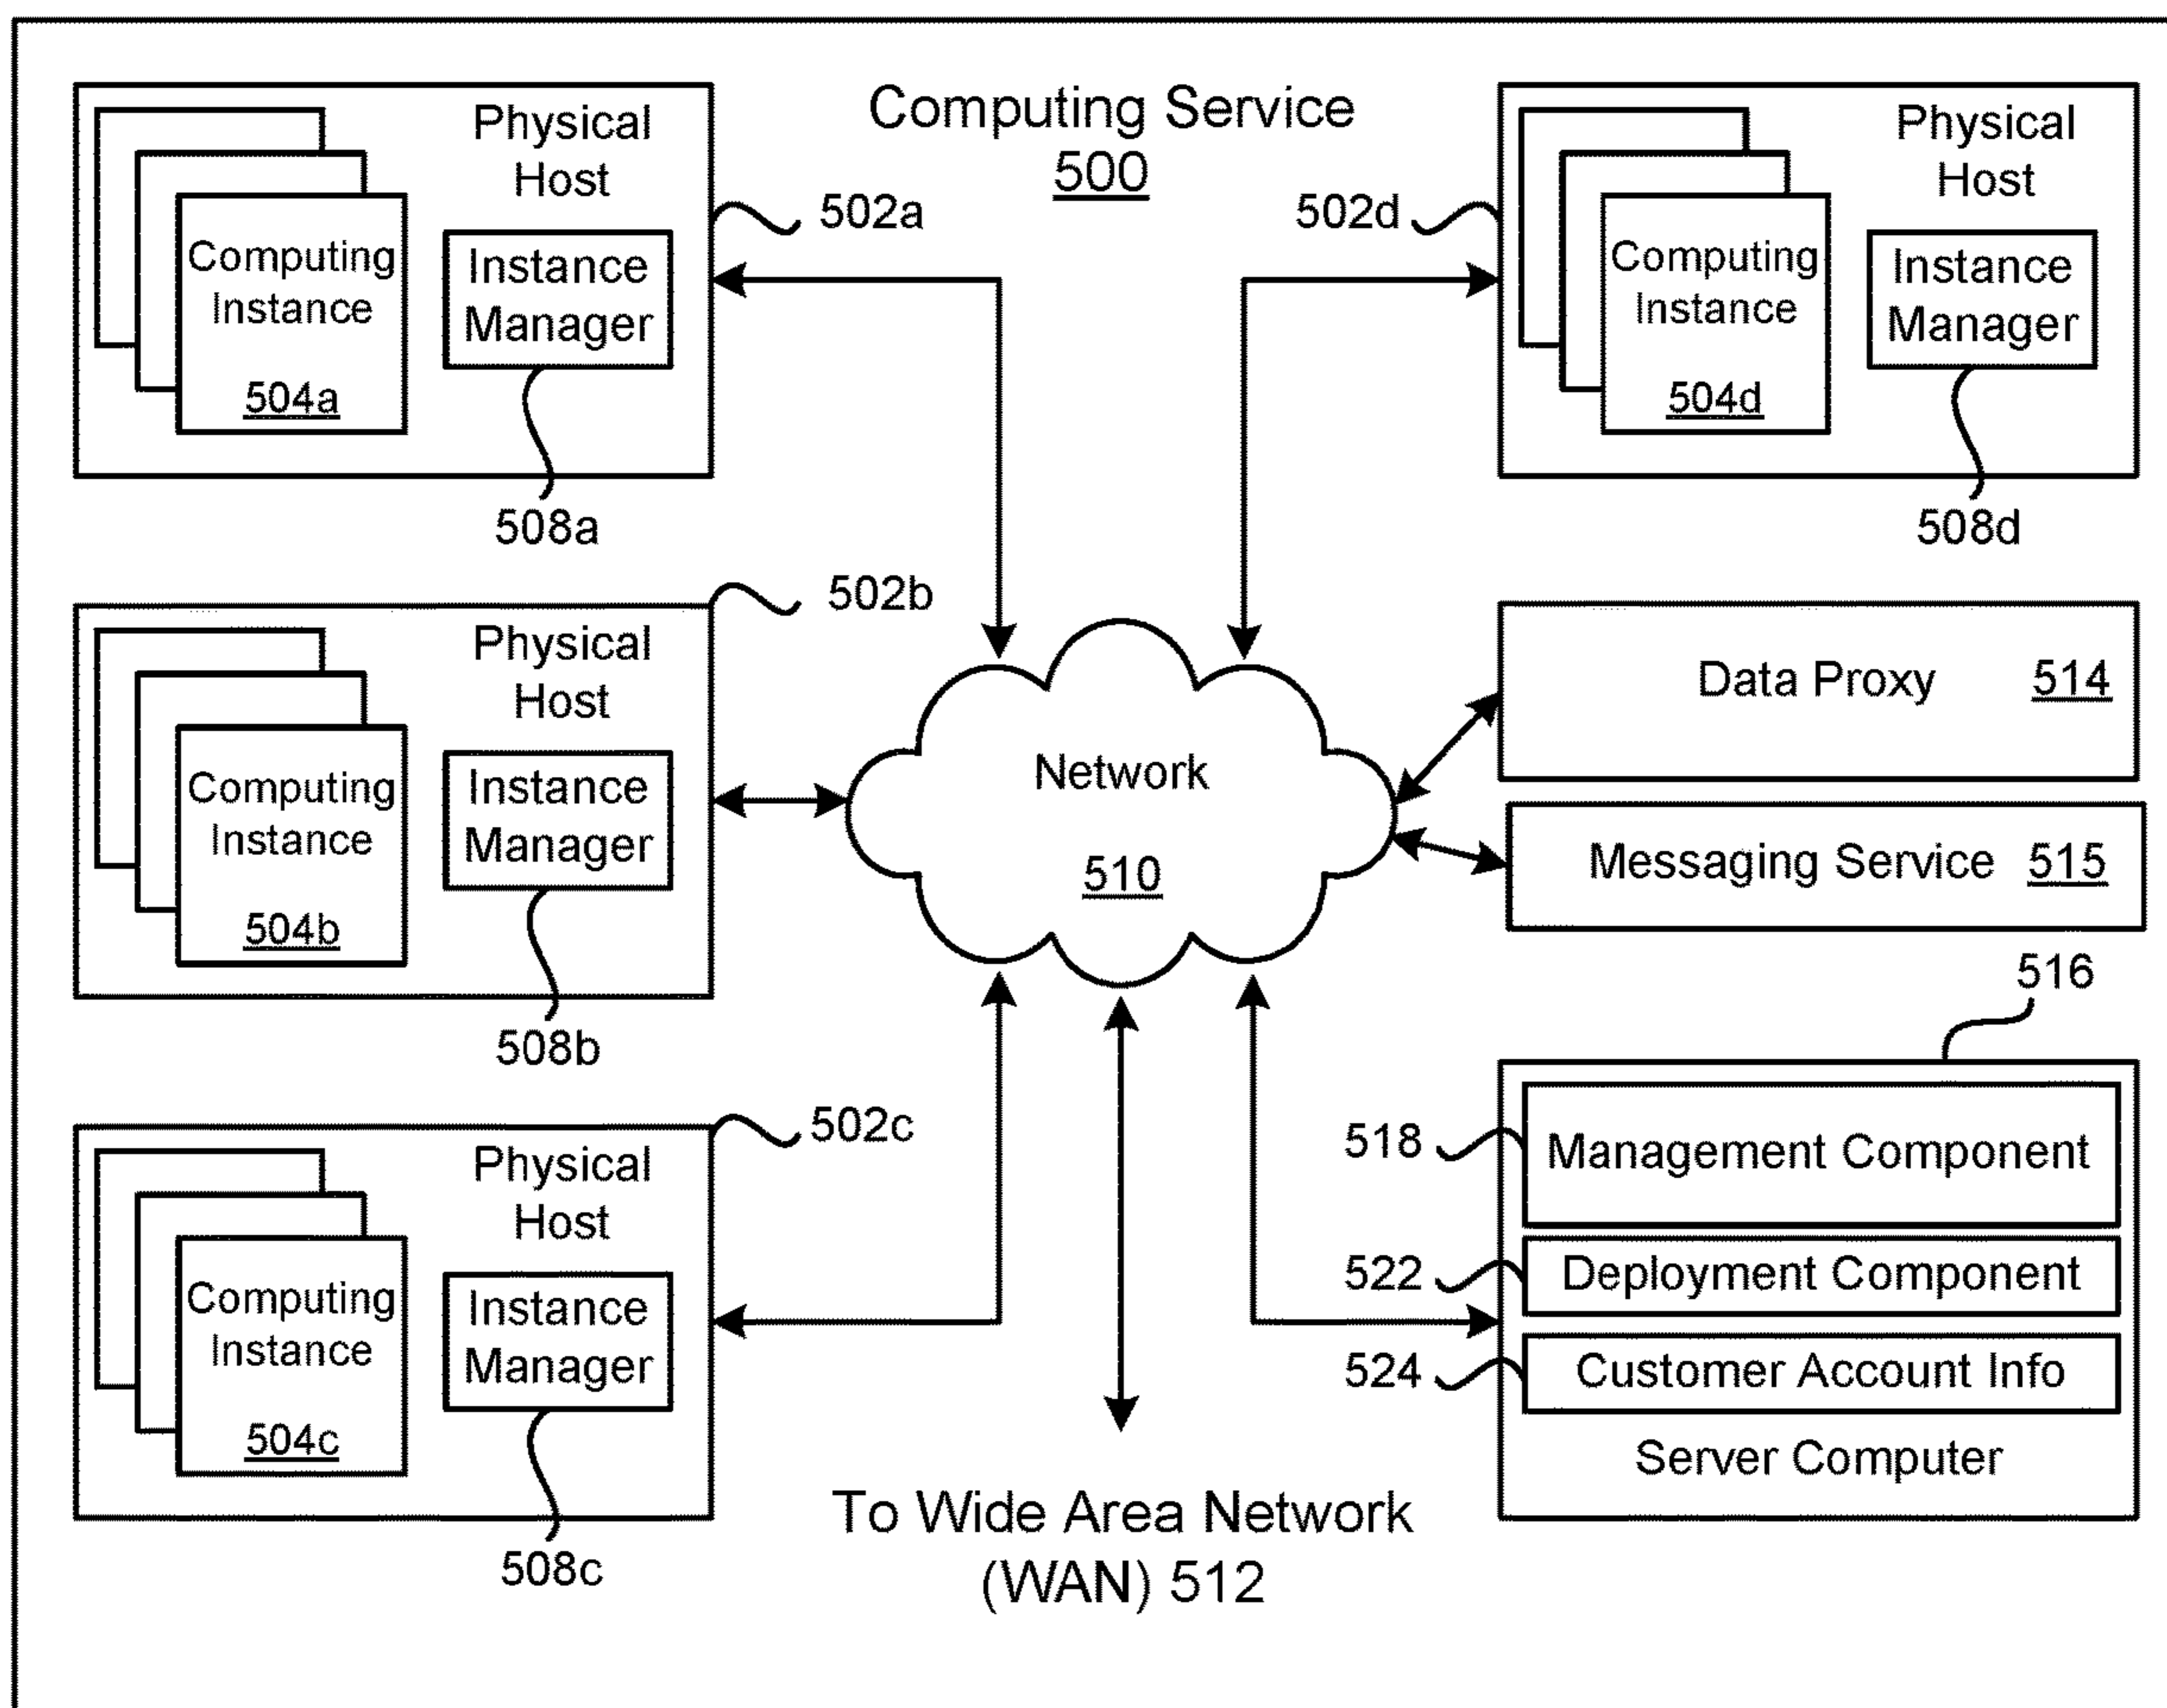 Computing Service
500
Physical
Host
502a
Computing
Instance
504a
Instance
Manager
508a
Physical
Host
502d
Computing
Instance
504d
Instance
Manager
508d
Physical
Host
502b
Computing
Instance
504b
Instance
Manager
508b
Network
510
Data Proxy 514
Messaging Service 515
Physical
Host
502c
Computing
Instance
504c
Instance
Manager
508c
516
518
Management Component
522
Deployment Component
524
Customer Account Info
Server Computer
To Wide Area Network
(WAN) 512